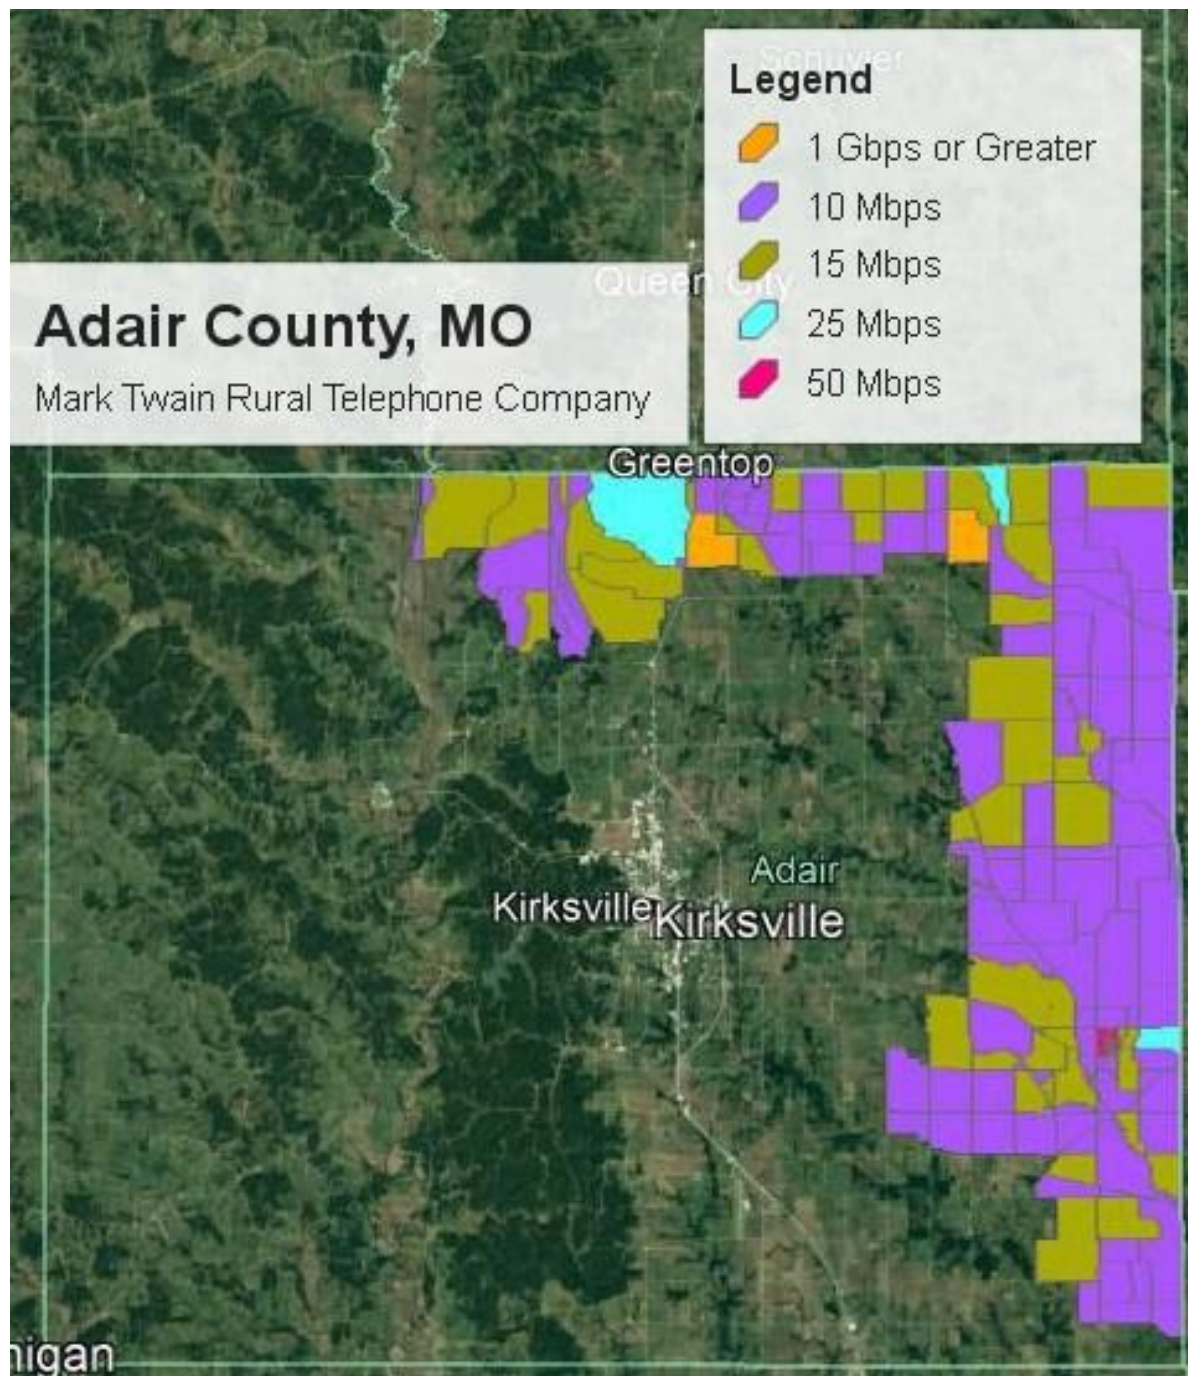 Legend
1 Gbps or Greater
10 Mbps
15 Mbps
25 Mbps
50 Mbps
Queen City
Adair County, MO
Mark Twain Rural Telephone Company
Greentop
Adair
Kirksville
Kirksville
nigan